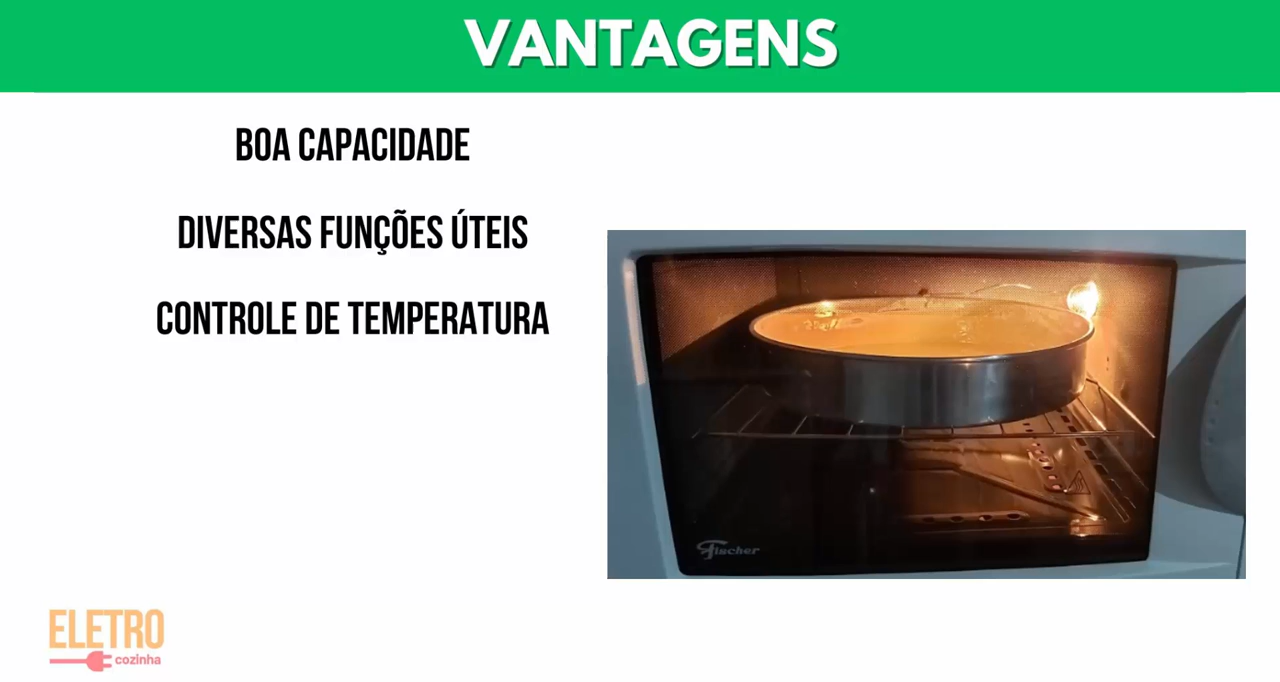 VANTAGENS
BOA CAPACIDADE
DIVERSAS FUNÇÕES ÚTEIS
CONTROLE DE TEMPERATURA
Fischer
ELETRO
cozinha